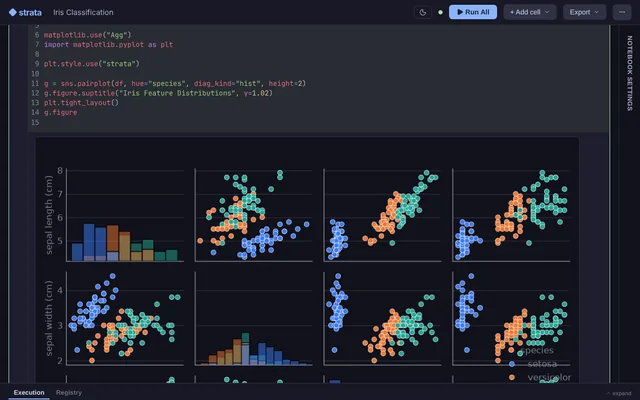 strata
Iris Classification
Run All
+ Add cell
Export
NOTEBOOK SETTINGS
6 matplotlib.use("Agg")
7 import matplotlib.pyplot as plt
8
9 plt.style.use("strata")
10
11 g = sns.pairplot(df, hue="species", diag_kind="hist", height=2)
12 g.figure.suptitle("Iris Feature Distributions", y=1.02)
13 plt.tight_layout()
14 g.figure
15
sepal length (cm)
8
7
6
5
sepal width (cm)
4
3
2
species
setosa
versicolor
Execution
Registry
expand